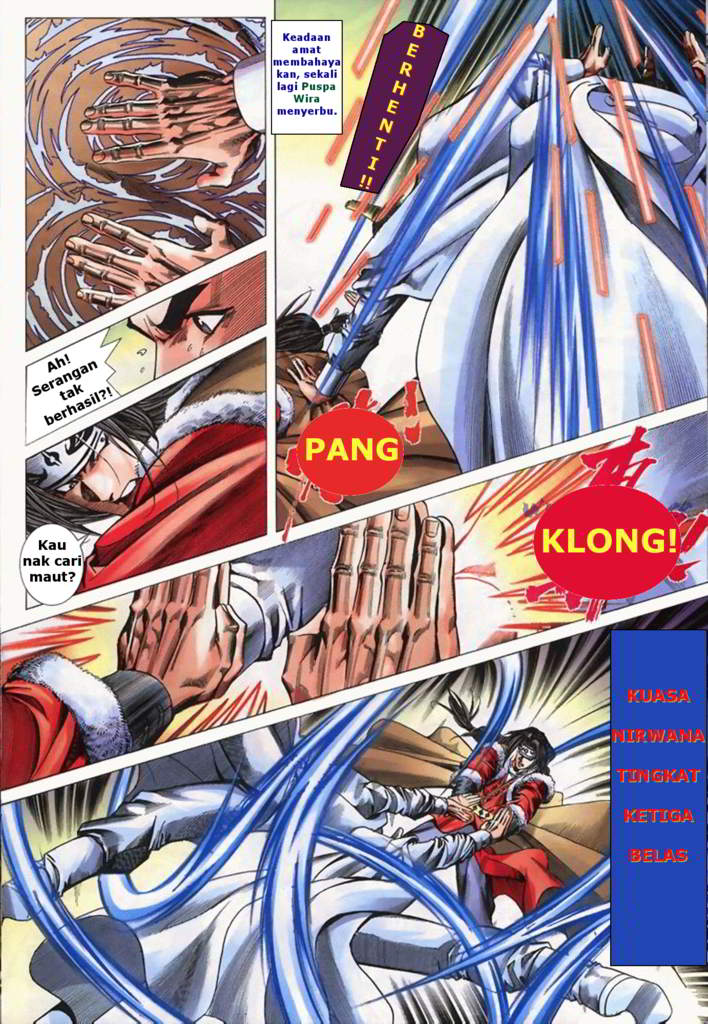 Keadaan
amat
membahaya
kan, sekali
lagi Puspa
Wira
menyerbu.
BERHENTI!!
Ah!
Serangan
tak
berhasil?!
PANG
Kau
nak cari
maut?
KLONG!
KUASA
NIRWANA
TINGKAT
KETIGA
BELAS